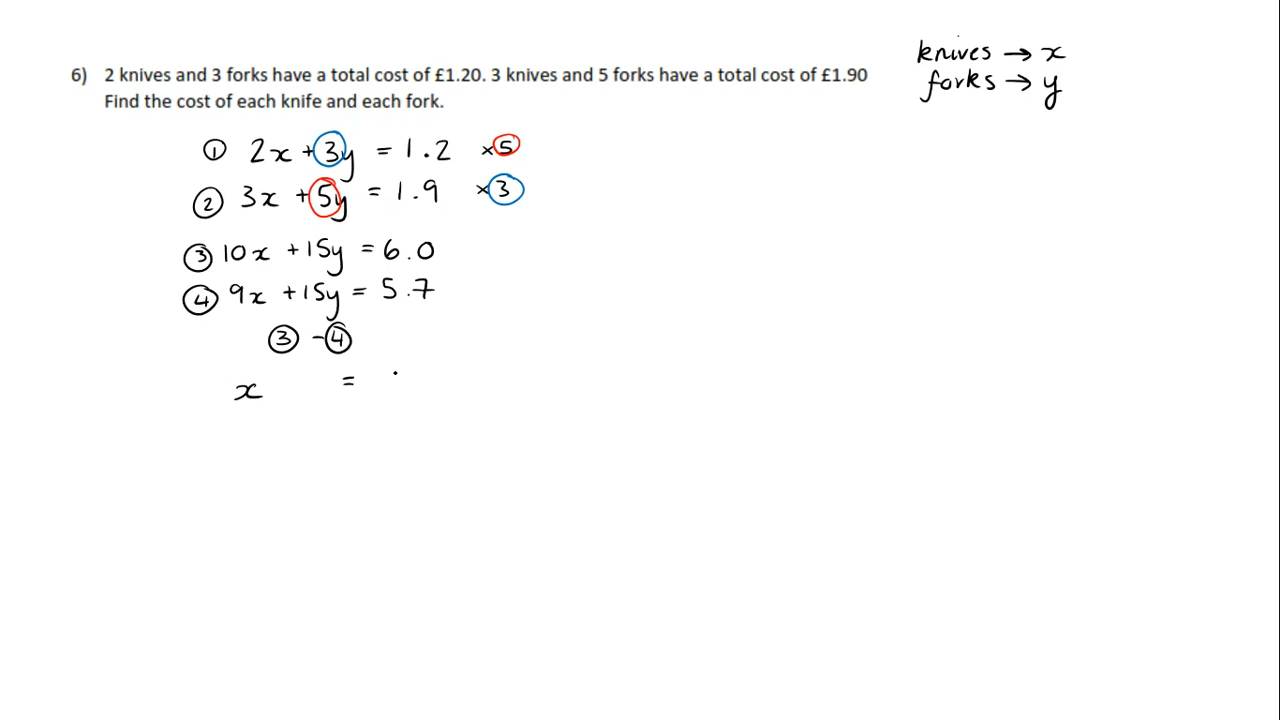 knives → x
6) 2 knives and 3 forks have a total cost of £1.20. 3 knives and 5 forks have a total cost of £1.90
forks → y
Find the cost of each knife and each fork.
① 2x + 3y = 1.2 ×5
② 3x + 5y = 1.9 ×3
③ 10x + 15y = 6.0
④ 9x + 15y = 5.7
③ - ④
x = .